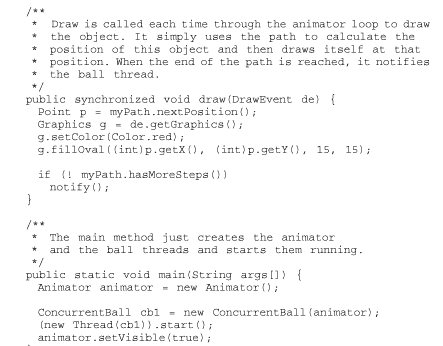 /**
*  Draw is called each time through the animator loop to draw
*  the object. It simply uses the path to calculate the
*  position of this object and then draws itself at that
*  position. When the end of the path is reached, it notifies
*  the ball thread.
*/
public synchronized void draw(DrawEvent de) {
Point p = myPath.nextPosition();
Graphics g = de.getGraphics();
g.setColor(Color.red);
g.fillOval((int)p.getX(), (int)p.getY(), 15, 15);
if (! myPath.hasMoreSteps())
notify();
}
/**
*  The main method just creates the animator
*  and the ball threads and starts them running.
*/
public static void main(String args[]) {
Animator animator = new Animator();
ConcurrentBall cb1 = new ConcurrentBall(animator);
(new Thread(cb1)).start();
animator.setVisible(true);